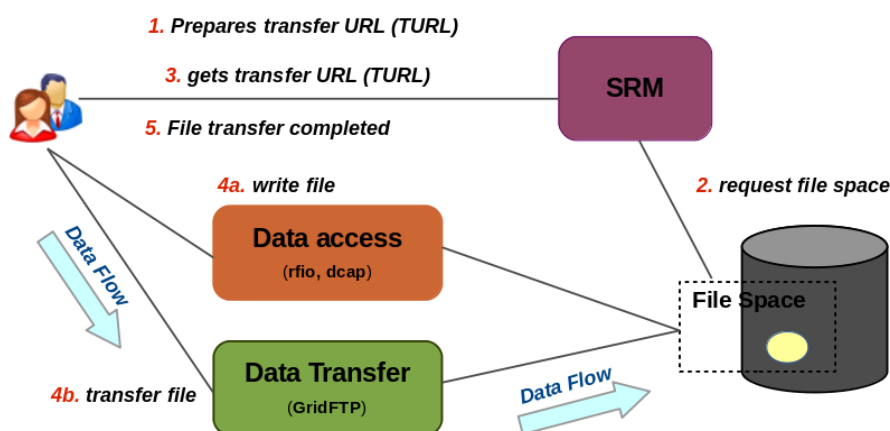 1. Prepares transfer URL (TURL)
3. gets transfer URL (TURL)
SRM
5. File transfer completed
4a. write file
2. request file space
Data access
(rfio, dcap)
Data Flow
File Space
Data Transfer
(GridFTP)
4b. transfer file
Data Flow